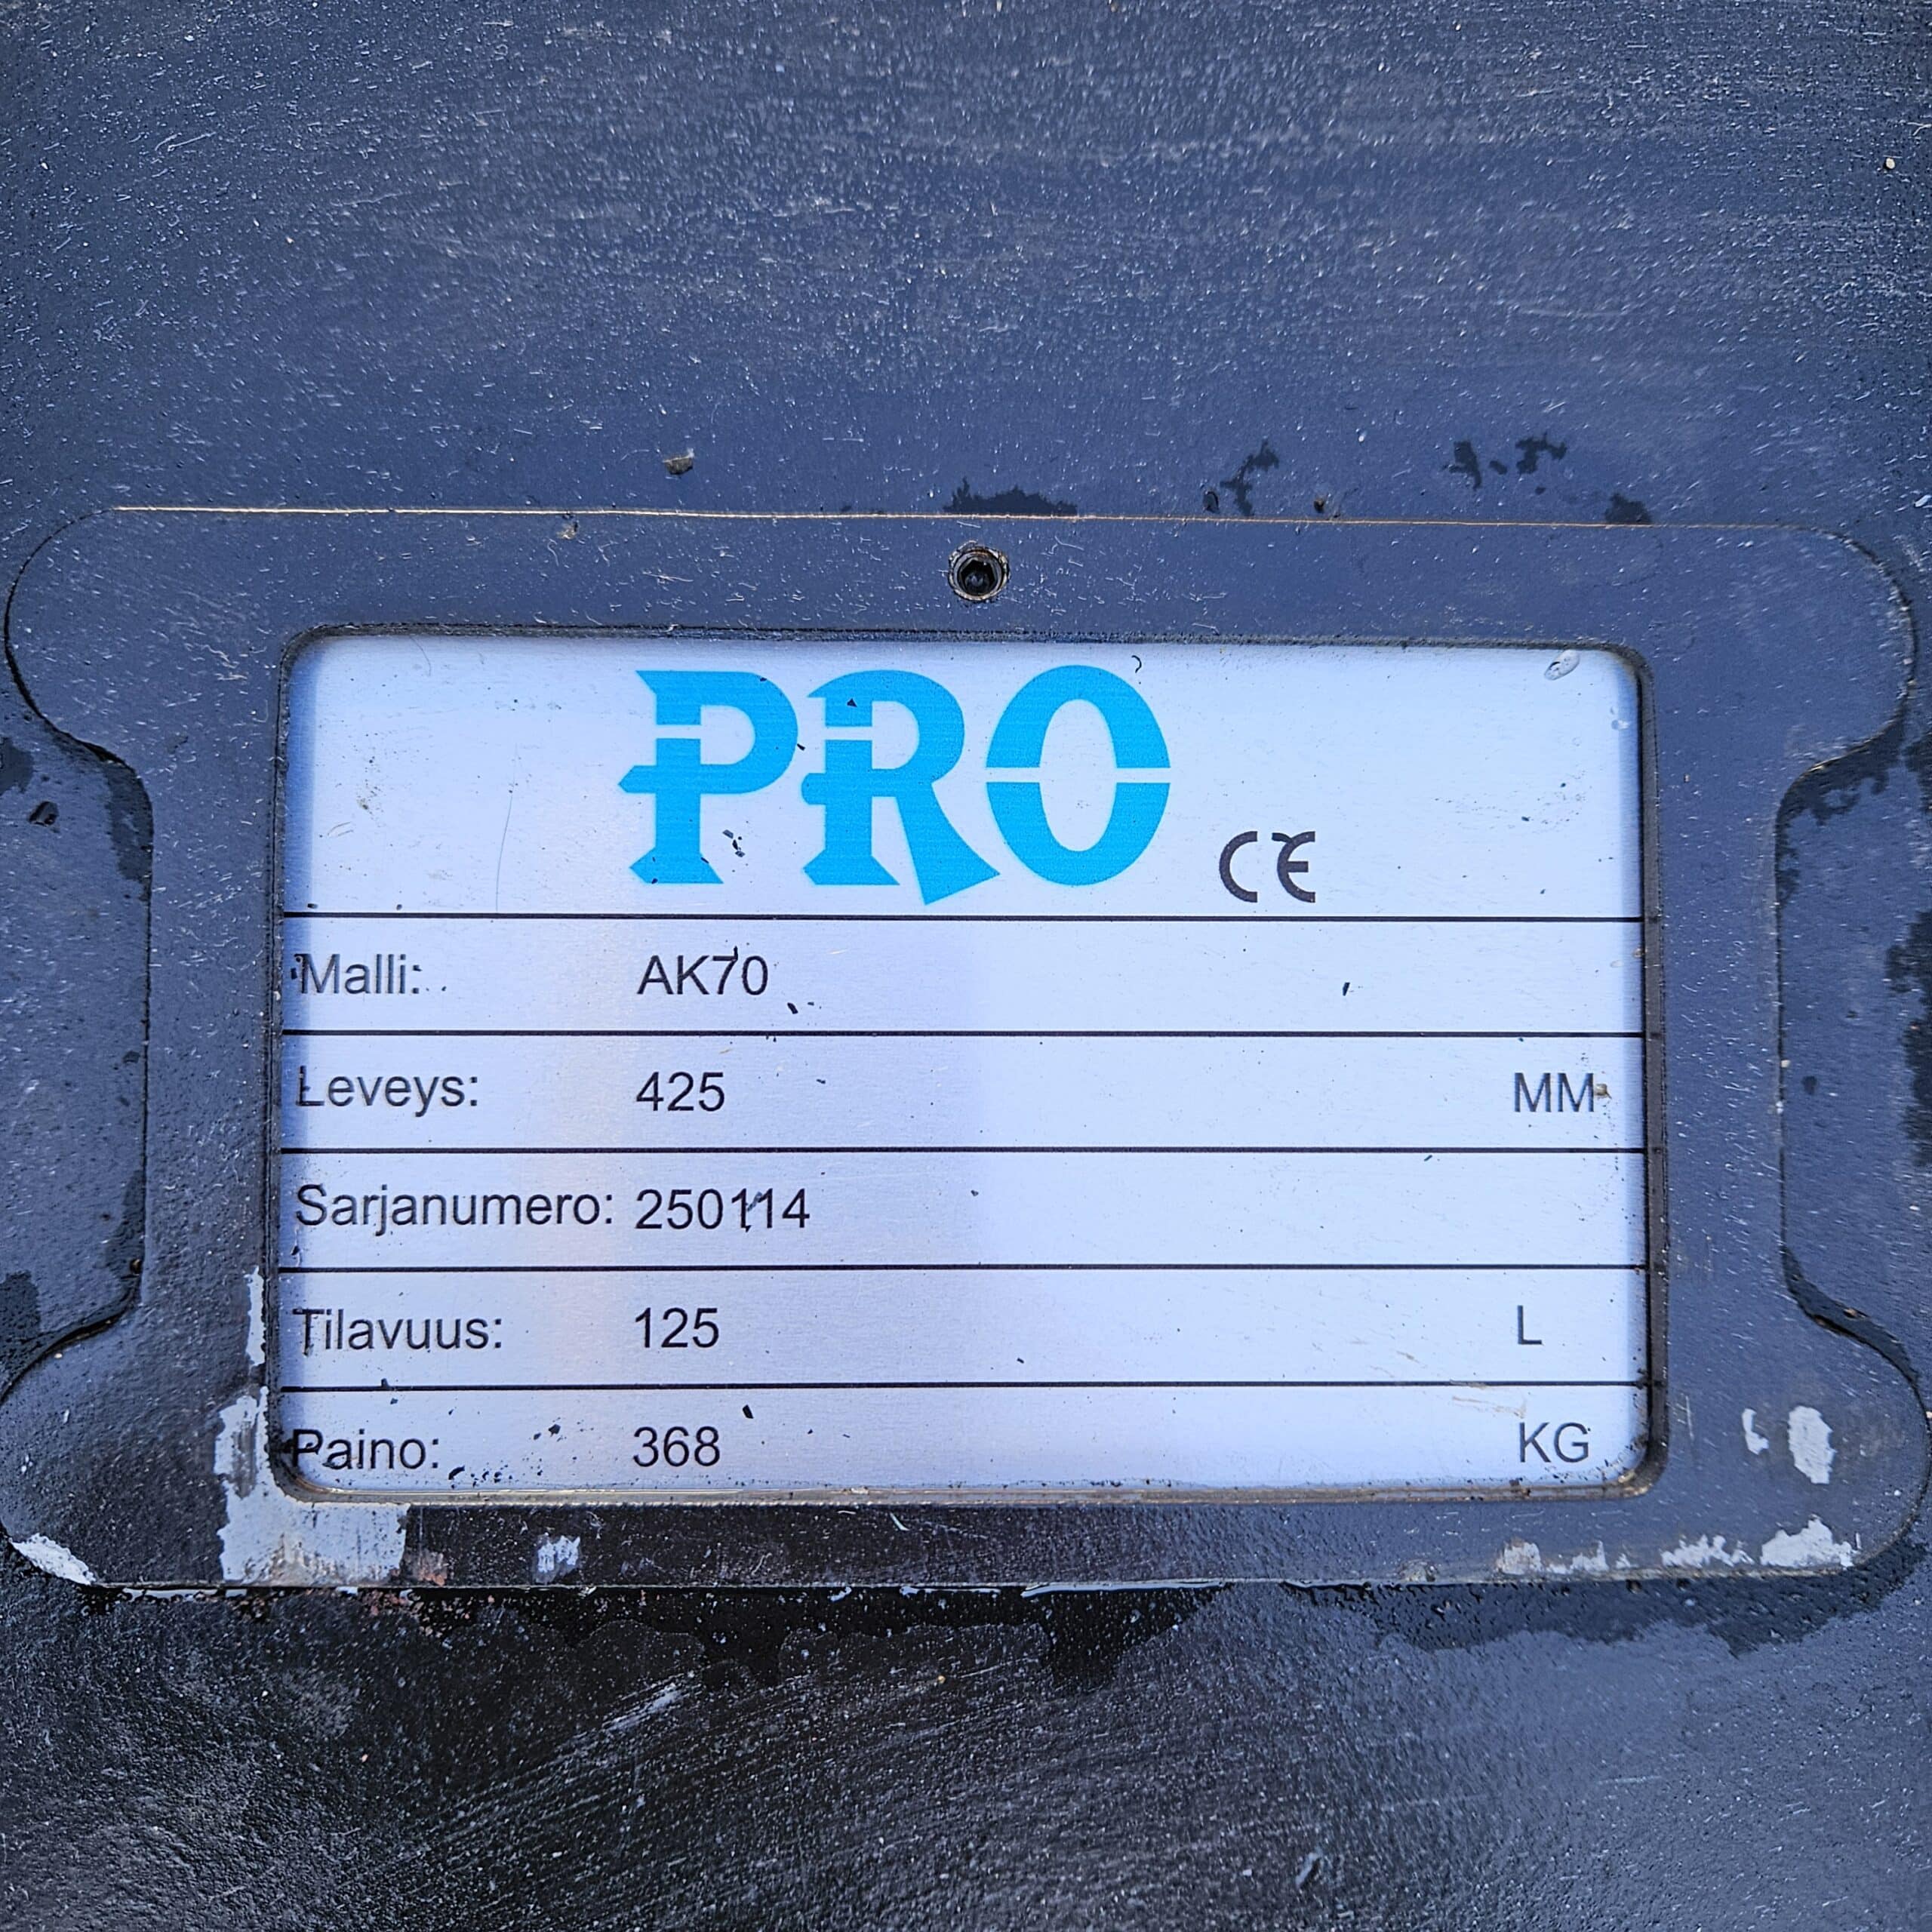 PRO CE
Malli: AK70
Leveys: 425 MM
Sarjanumero: 250114
Tilavuus: 125 L
Paino: 368 KG